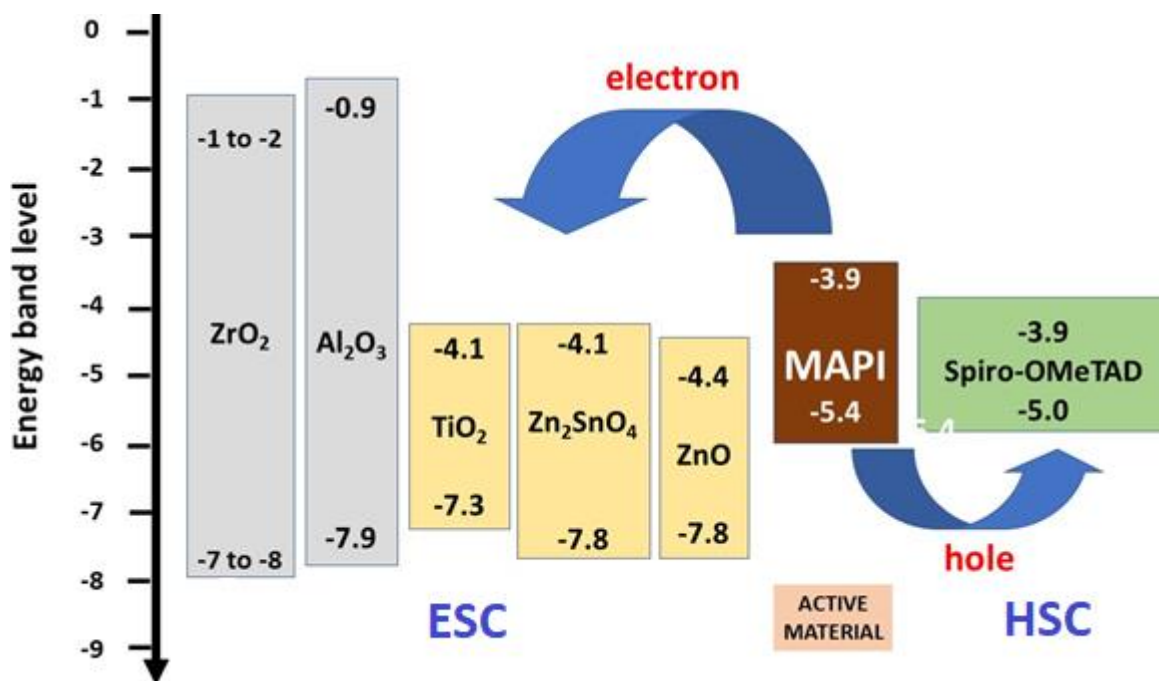 Energy band level
0
-1
-2
-3
-4
-5
-6
-7
-8
-9
-1 to -2
ZrO₂
-7 to -8
-0.9
Al₂O₃
-7.9
-4.1
TiO₂
-7.3
-4.1
Zn₂SnO₄
-7.8
-4.4
ZnO
-7.8
electron
-3.9
MAPI
-5.4
-3.9
Spiro-OMeTAD
-5.0
hole
ESC
ACTIVE
MATERIAL
HSC